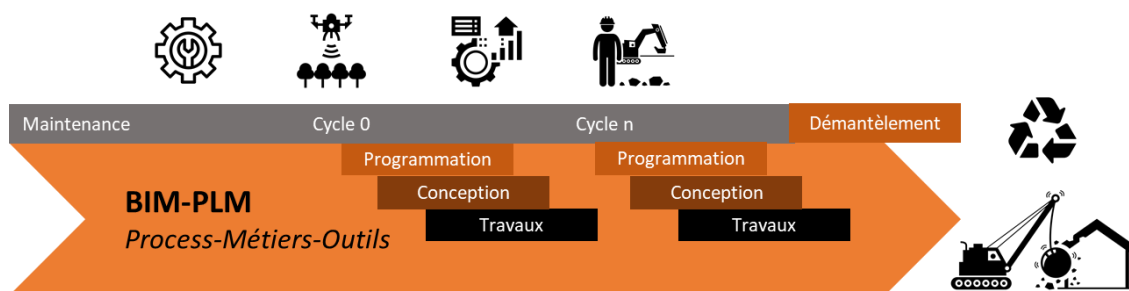 Maintenance Cycle 0 Cycle n Démantèlement
Programmation Programmation
Conception Conception
BIM-PLM
Travaux Travaux
Process-Métiers-Outils